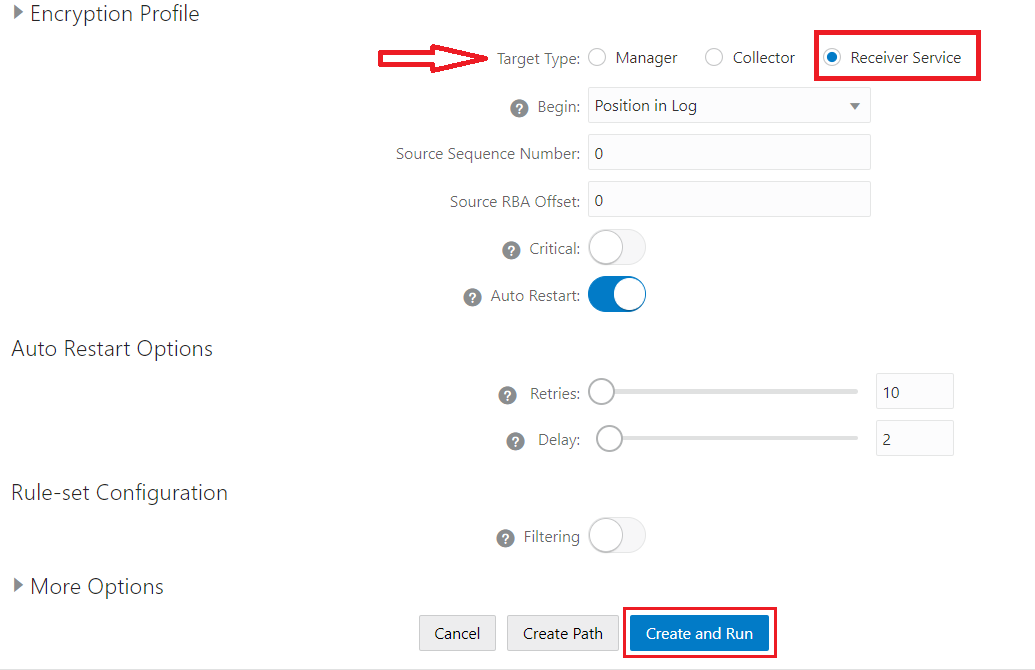 Encryption Profile
Target Type: Manager Collector Receiver Service
? Begin: Position in Log
Source Sequence Number: 0
Source RBA Offset: 0
? Critical:
? Auto Restart:
Auto Restart Options
? Retries: 10
? Delay: 2
Rule-set Configuration
? Filtering
More Options
Cancel Create Path Create and Run